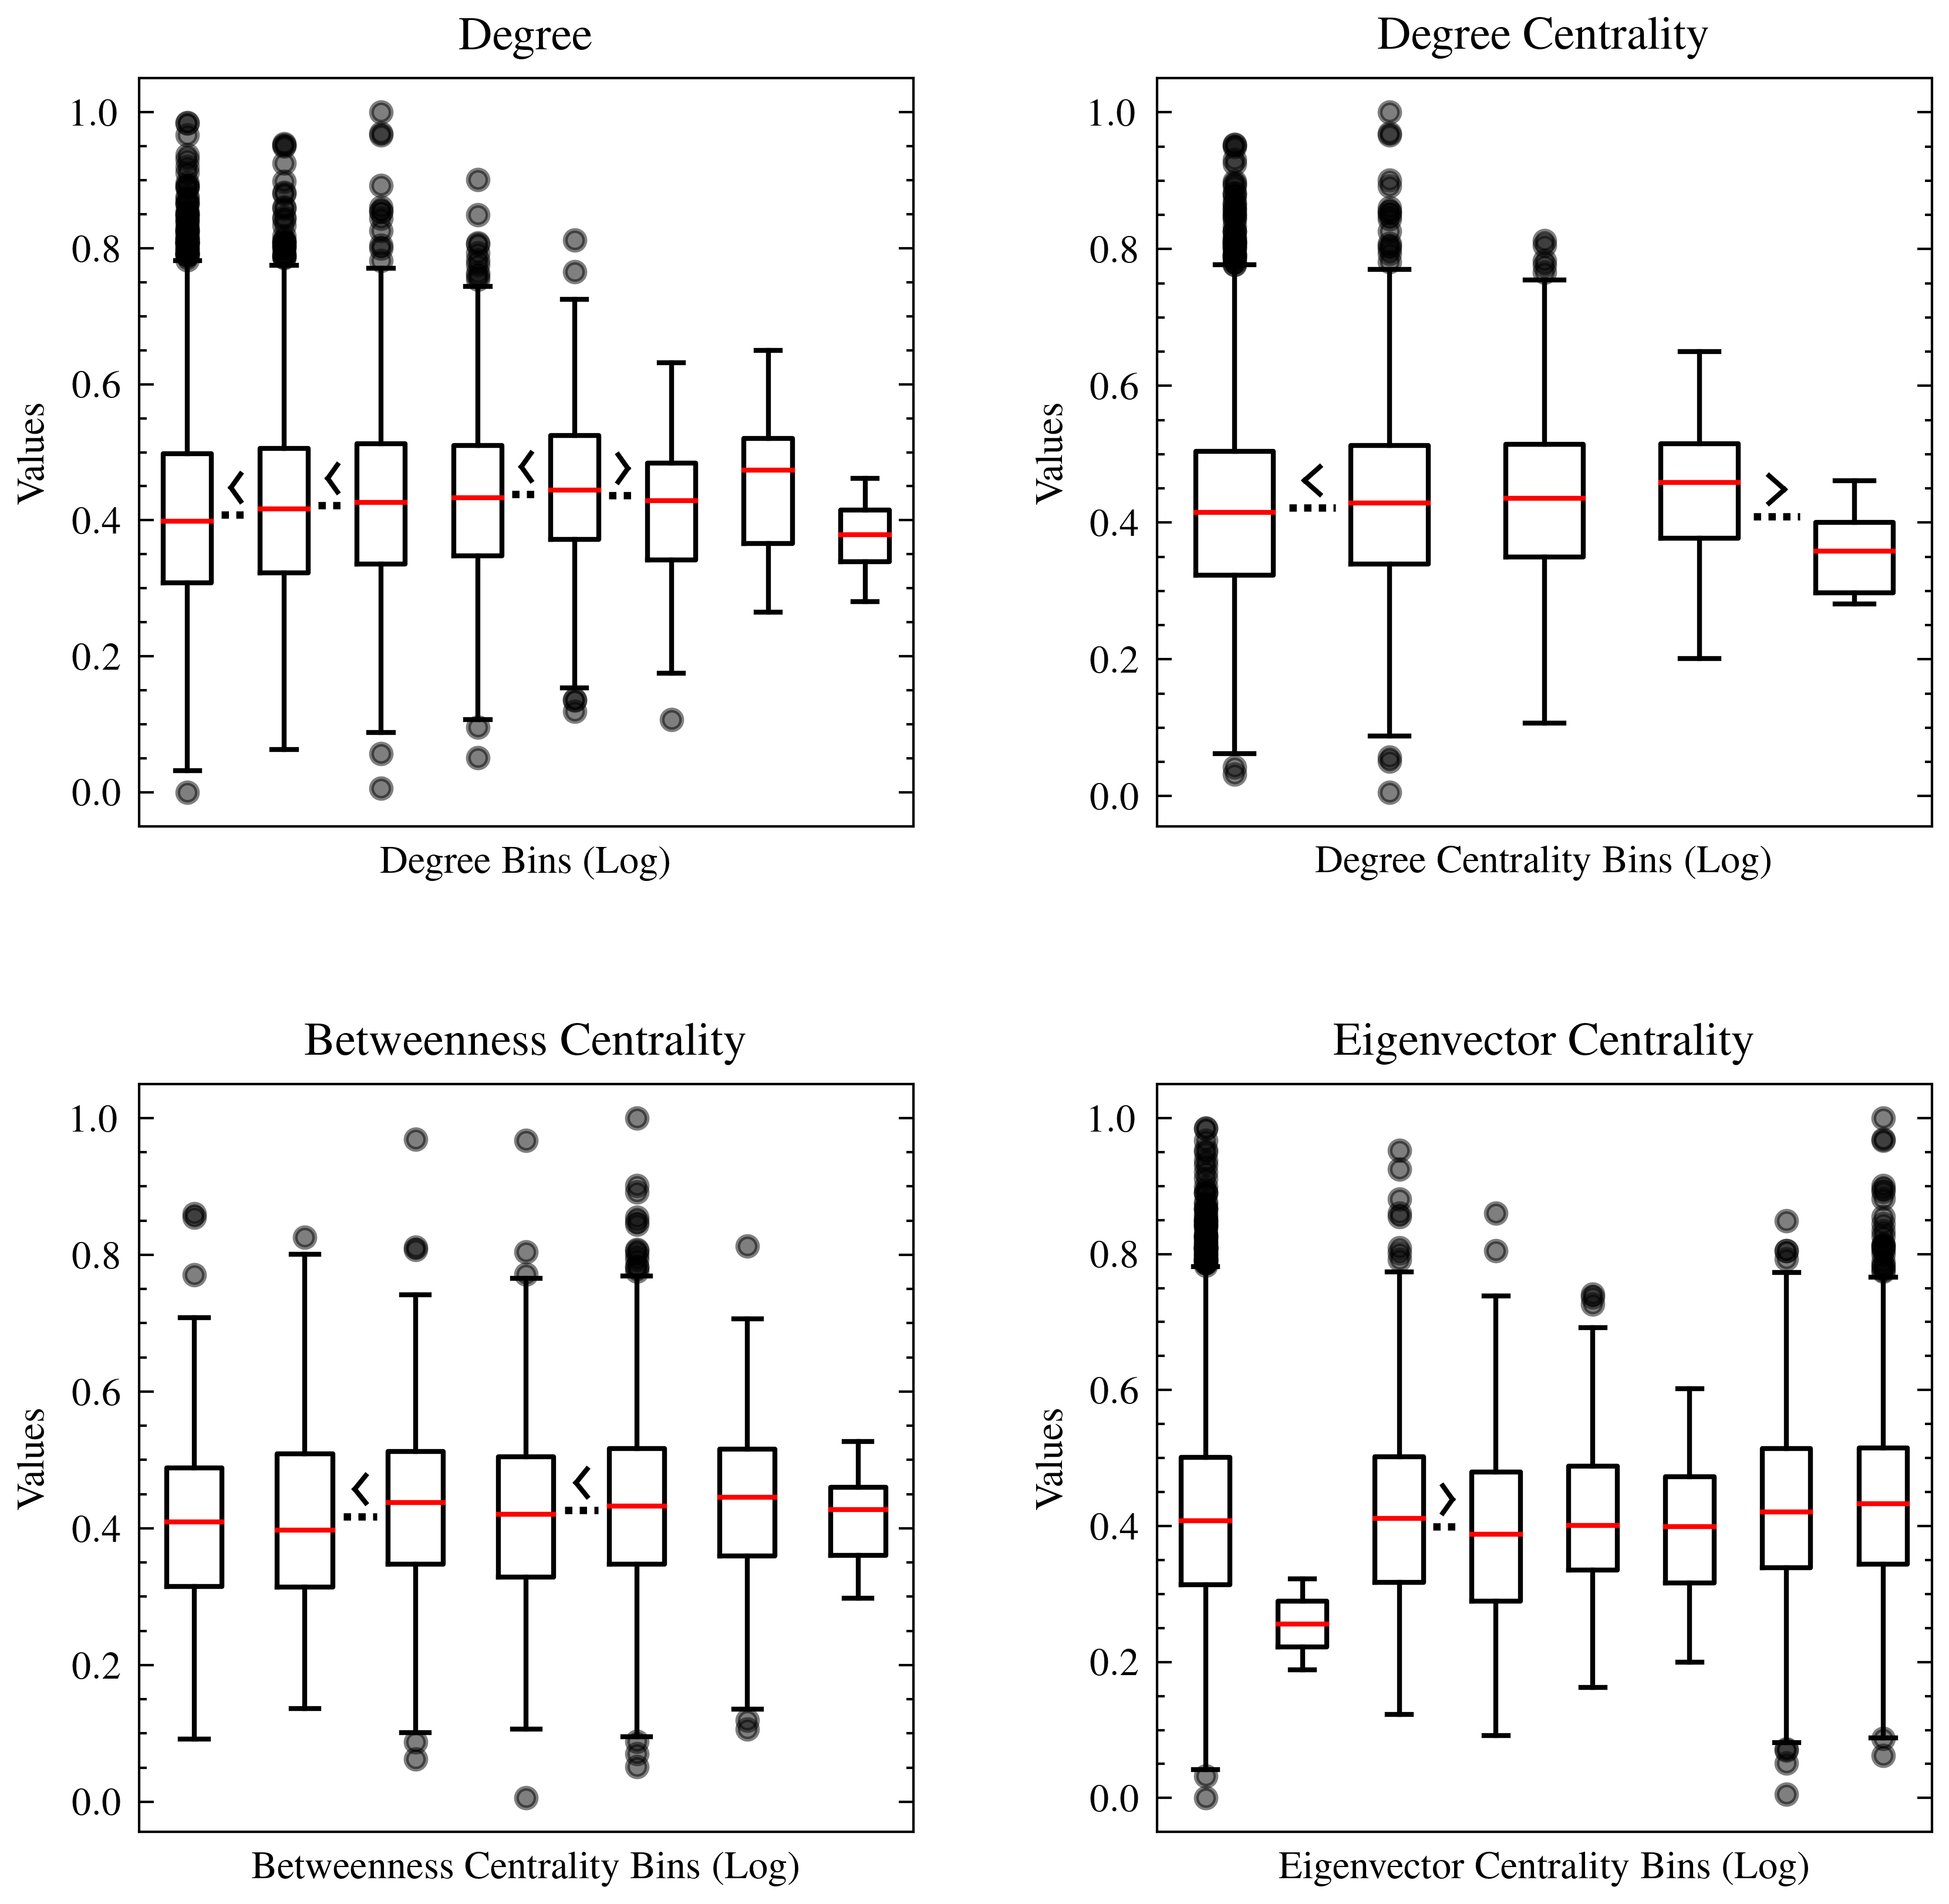 Degree
1.0
0.8
0.6
0.4
0.2
0.0
Values
< < < >
Degree Bins (Log)
Degree Centrality
1.0
0.8
0.6
0.4
0.2
0.0
Values
< >
Degree Centrality Bins (Log)
Betweenness Centrality
1.0
0.8
0.6
0.4
0.2
0.0
Values
< <
Betweenness Centrality Bins (Log)
Eigenvector Centrality
1.0
0.8
0.6
0.4
0.2
0.0
Values
>
Eigenvector Centrality Bins (Log)